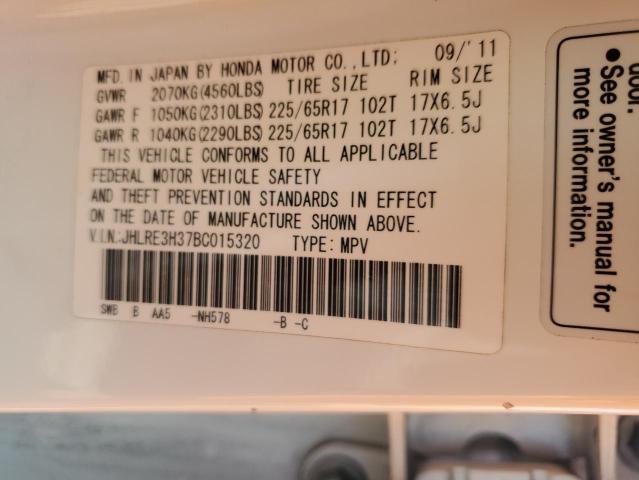 MFD. IN JAPAN BY HONDA MOTOR CO., LTD: 09/'11
GVWR 2070KG(4560LBS) TIRE SIZE RIM SIZE
GAWR F 1050KG(2310LBS) 225/65R17 102T 17X6.5J
GAWR R 1040KG(2290LBS) 225/65R17 102T 17X6.5J
THIS VEHICLE CONFORMS TO ALL APPLICABLE
FEDERAL MOTOR VEHICLE SAFETY
AND THEFT PREVENTION STANDARDS IN EFFECT
ON THE DATE OF MANUFACTURE SHOWN ABOVE.
V.I.N.:JHLRE3H37BC015320 TYPE: MPV
SWB B AA5 -NH578 -B -C
door.
● See owner's manual for
more information.